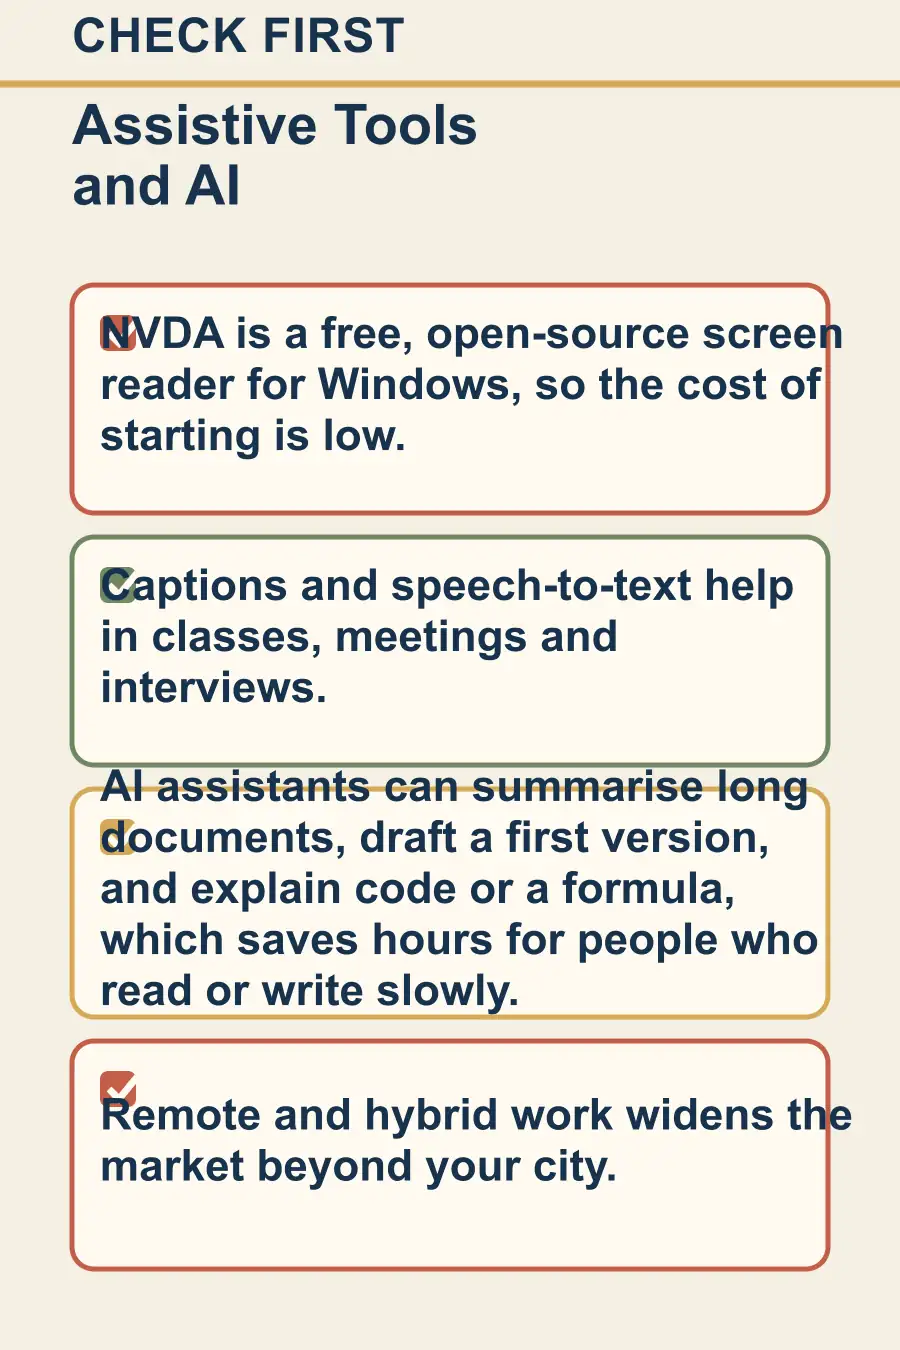 CHECK FIRST
Assistive Tools
and AI
NVDA is a free, open-source screen
reader for Windows, so the cost of
starting is low.
Captions and speech-to-text help
in classes, meetings and
interviews.
AI assistants can summarise long
documents, draft a first version,
and explain code or a formula,
which saves hours for people who
read or write slowly.
Remote and hybrid work widens the
market beyond your city.